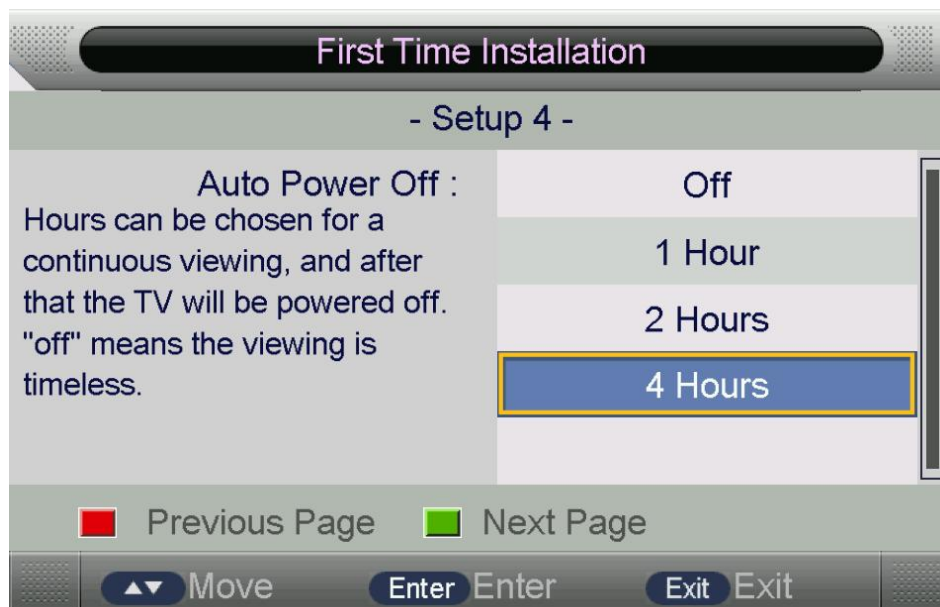 First Time Installation
- Setup 4 -
Auto Power Off :
Hours can be chosen for a
continuous viewing, and after
that the TV will be powered off.
"off" means the viewing is
timeless.
Off
1 Hour
2 Hours
4 Hours
Previous Page Next Page
Move Enter Enter Exit Exit